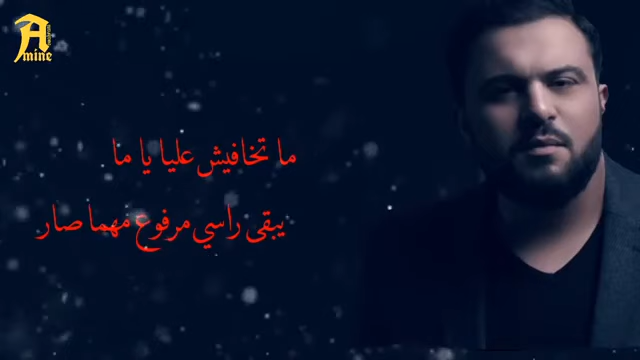 Amine
ما تخافيش عليا يا ما
يبقى راسي مرفوع مهما صار